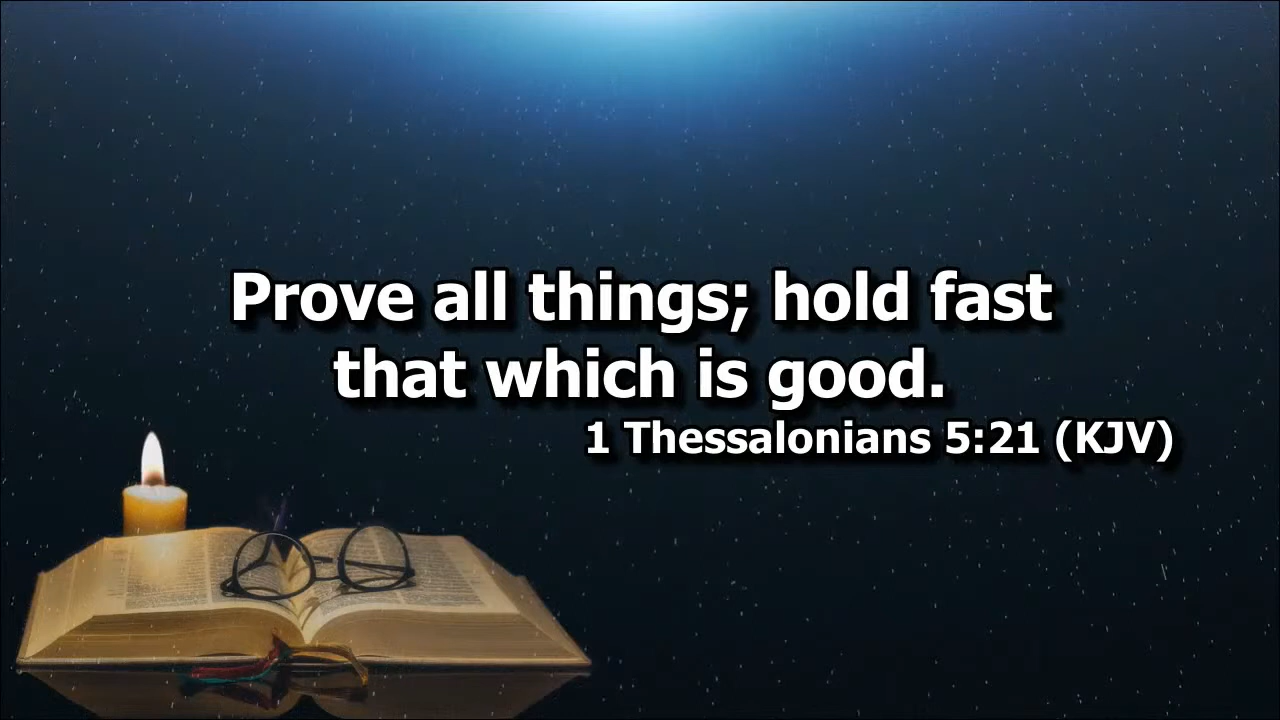 Prove all things; hold fast
that which is good.
1 Thessalonians 5:21 (KJV)